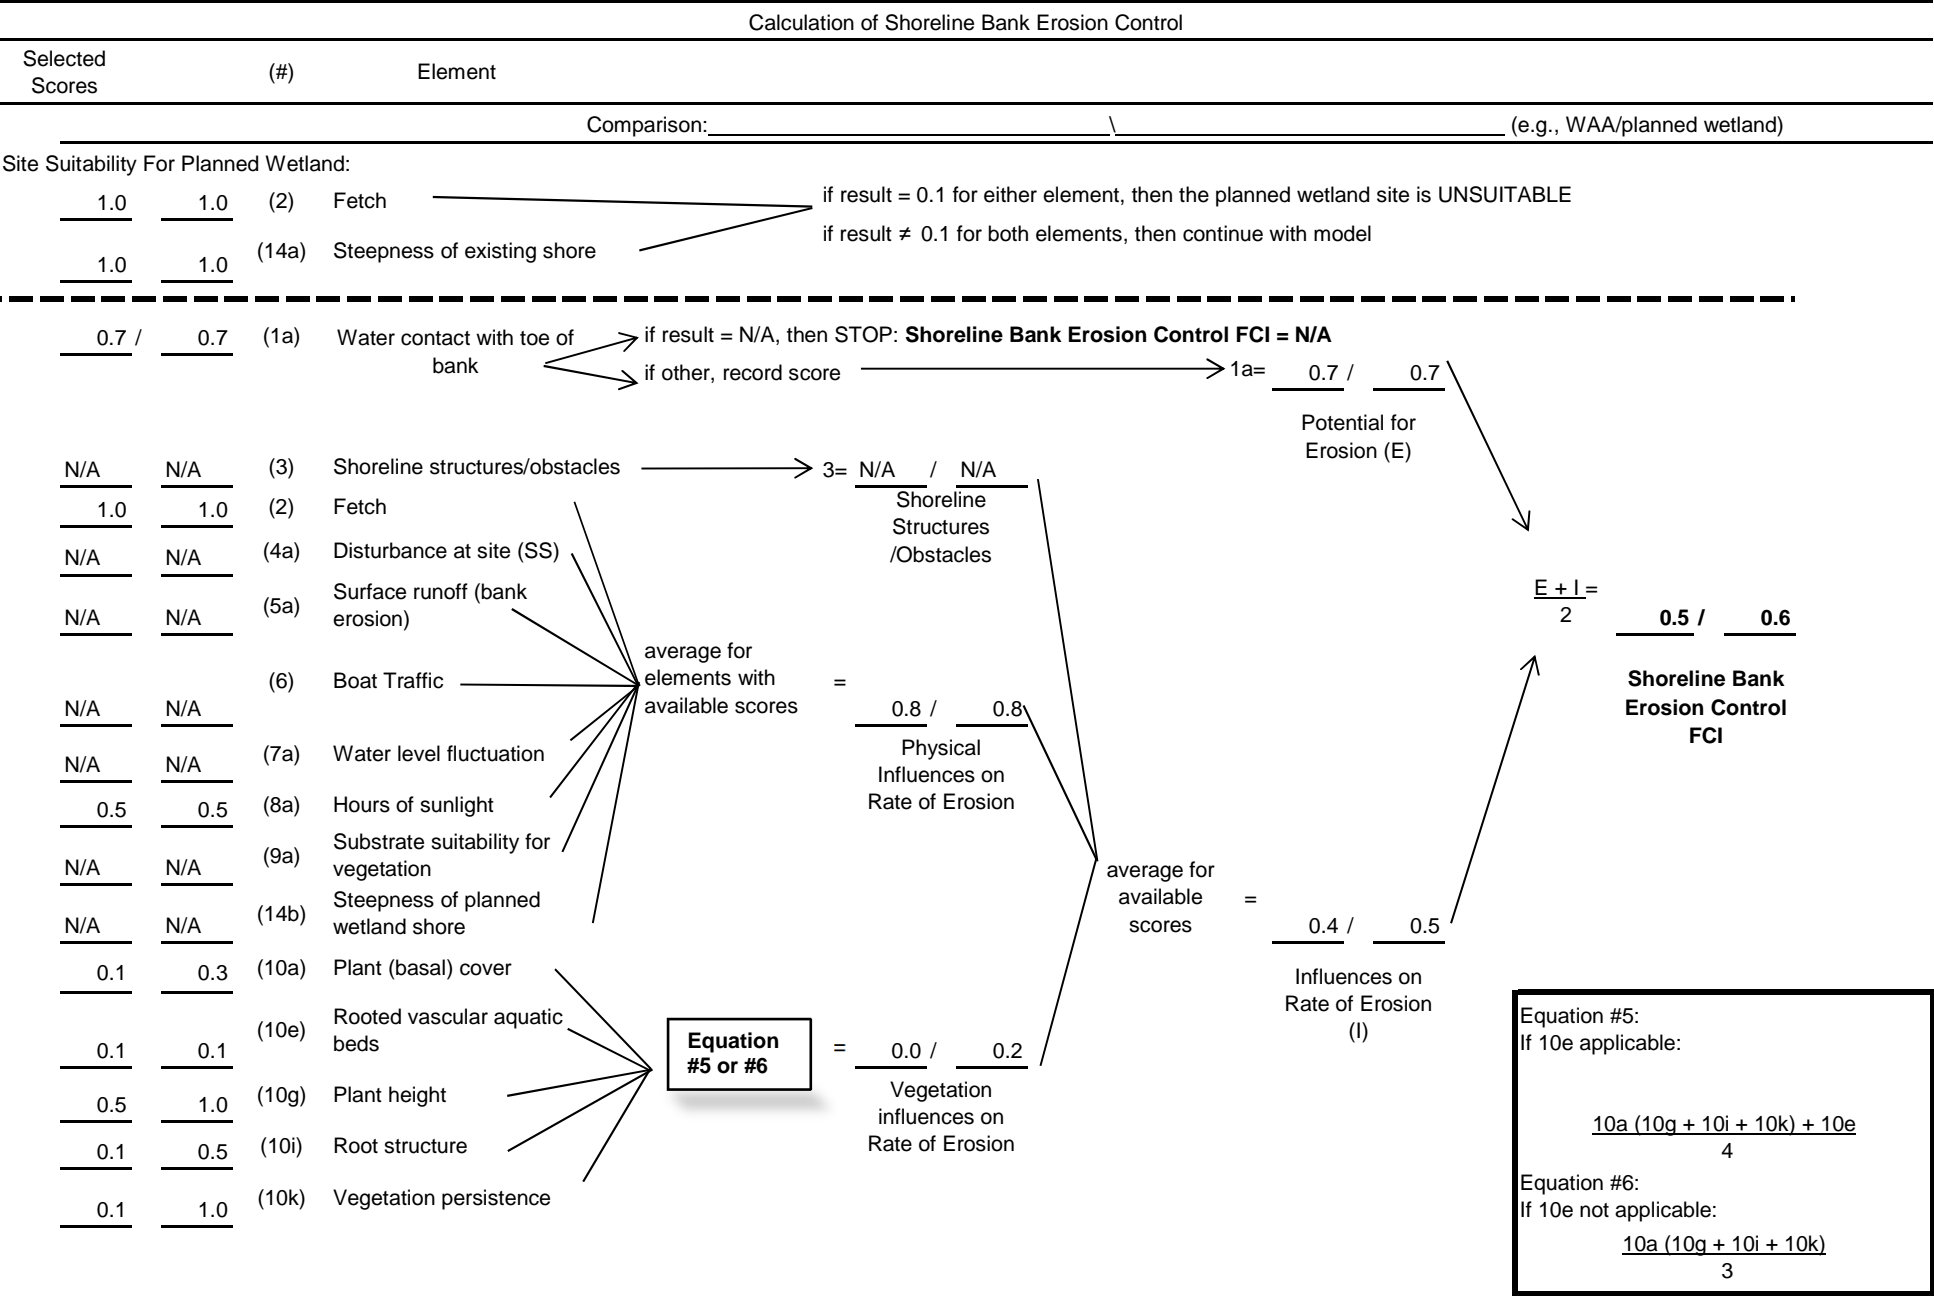 Calculation of Shoreline Bank Erosion Control
Selected Scores (#) Element
Comparison: \ (e.g., WAA/planned wetland)
Site Suitability For Planned Wetland:
1.0 1.0 (2) Fetch
if result = 0.1 for either element, then the planned wetland site is UNSUITABLE
if result ≠ 0.1 for both elements, then continue with model
1.0 1.0 (14a) Steepness of existing shore
0.7 / 0.7 (1a) Water contact with toe of
bank
if result = N/A, then STOP: Shoreline Bank Erosion Control FCI = N/A
if other, record score
1a= 0.7 / 0.7
Potential for
Erosion (E)
N/A N/A (3) Shoreline structures/obstacles
3= N/A / N/A
Shoreline
Structures
/Obstacles
1.0 1.0 (2) Fetch
N/A N/A (4a) Disturbance at site (SS)
N/A N/A (5a) Surface runoff (bank
erosion)
E + I =
2
0.5 / 0.6
Shoreline Bank
Erosion Control
FCI
N/A N/A (6) Boat Traffic
average for
elements with
available scores
= 0.8 / 0.8
Physical
Influences on
Rate of Erosion
N/A N/A (7a) Water level fluctuation
0.5 0.5 (8a) Hours of sunlight
N/A N/A (9a) Substrate suitability for
vegetation
N/A N/A (14b) Steepness of planned
wetland shore
average for
available
scores
= 0.4 / 0.5
Influences on
Rate of Erosion
(I)
0.1 0.3 (10a) Plant (basal) cover
0.1 0.1 (10e) Rooted vascular aquatic
beds
Equation
#5 or #6
= 0.0 / 0.2
Vegetation
influences on
Rate of Erosion
0.5 1.0 (10g) Plant height
0.1 0.5 (10i) Root structure
0.1 1.0 (10k) Vegetation persistence
Equation #5:
If 10e applicable:
10a (10g + 10i + 10k) + 10e
4
Equation #6:
If 10e not applicable:
10a (10g + 10i + 10k)
3